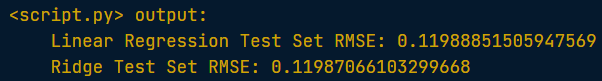 <script.py> output:
Linear Regression Test Set RMSE: 0.11988851505947569
Ridge Test Set RMSE: 0.11987066103299668